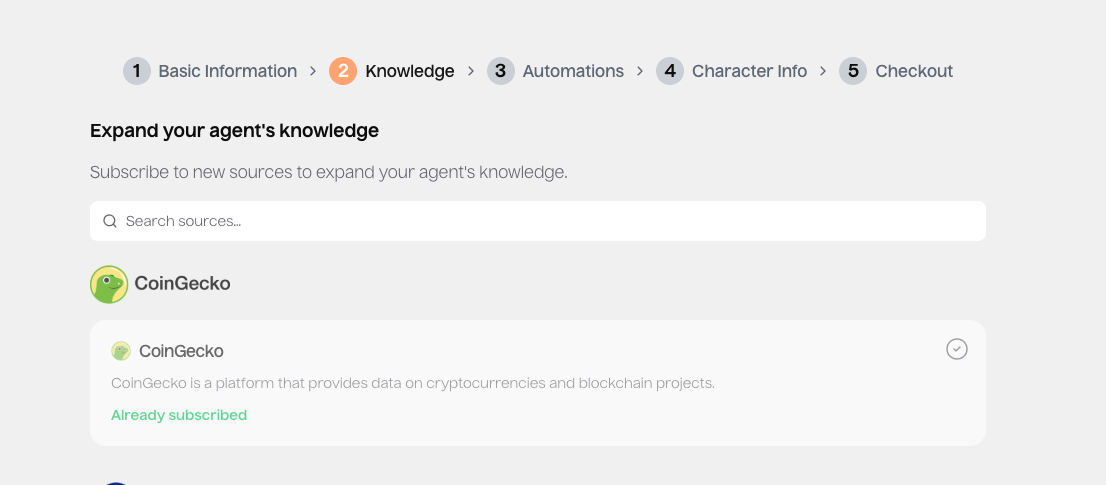 1 Basic Information > 2 Knowledge > 3 Automations > 4 Character Info > 5 Checkout
Expand your agent's knowledge
Subscribe to new sources to expand your agent's knowledge.
Search sources...
CoinGecko
CoinGecko
CoinGecko is a platform that provides data on cryptocurrencies and blockchain projects.
Already subscribed